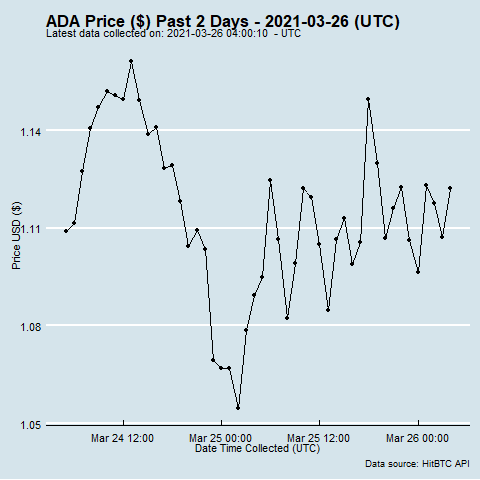 ADA Price ($) Past 2 Days - 2021-03-26 (UTC)
Latest data collected on: 2021-03-26 04:00:10 - UTC
1.14
1.11
1.08
1.05
Price USD ($)
Mar 24 12:00 Mar 25 00:00 Mar 25 12:00 Mar 26 00:00
Date Time Collected (UTC)
Data source: HitBTC API